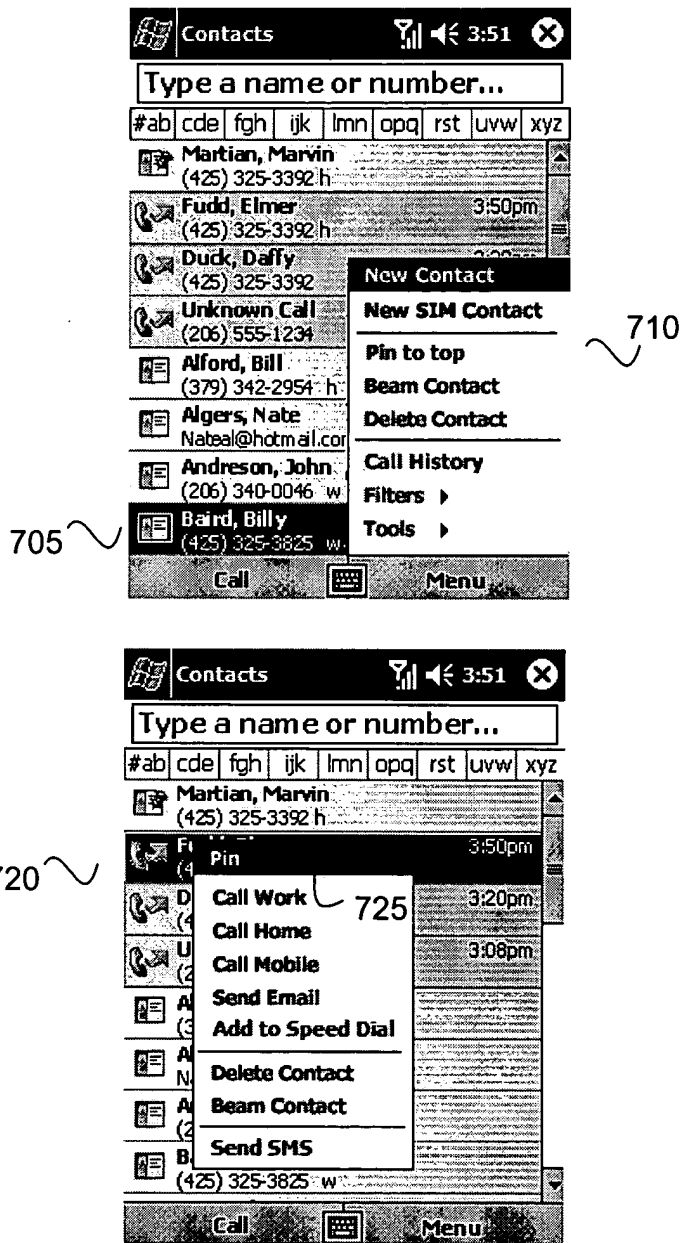 Contacts 3:51
Type a name or number...
#ab cde fgh ijk lmn opq rst uvw xyz
Martian, Marvin
(425) 325-3392 h
Fudd, Elmer 3:50pm
(425) 325-3392 h
Duck, Daffy
(425) 325-3392
Unknown Call
(206) 555-1234
Alford, Bill
(379) 342-2954 h
Algers, Nate
Nateal@hotmail.com
Andreson, John
(206) 340-0046 w
Baird, Billy
(425) 325-3825 w
New Contact
New SIM Contact
Pin to top
Beam Contact
Delete Contact
Call History
Filters
Tools
710
705
Call Menu
Contacts 3:51
Type a name or number...
#ab cde fgh ijk lmn opq rst uvw xyz
Martian, Marvin
(425) 325-3392 h
720
3:50pm
3:20pm
3:08pm
Pin
725
Call Work
Call Home
Call Mobile
Send Email
Add to Speed Dial
Delete Contact
Beam Contact
Send SMS
(425) 325-3825 w
Call Menu